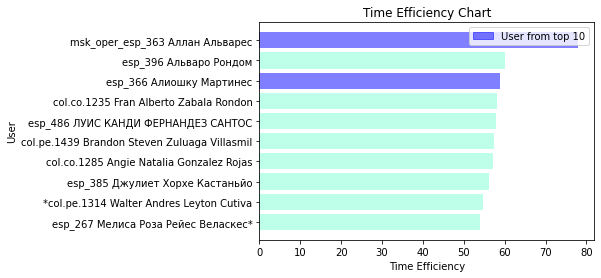 Time Efficiency Chart
User from top 10
msk_oper_esp_363 Аллан Альварес
esp_396 Альваро Рондом
esp_366 Алиошку Мартинес
col.co.1235 Fran Alberto Zabala Rondon
esp_486 ЛУИС КАНДИ ФЕРНАНДЕЗ САНТОС
col.pe.1439 Brandon Steven Zuluaga Villasmil
col.co.1285 Angie Natalia Gonzalez Rojas
esp_385 Джулиет Хорхе Кастаньйо
*col.pe.1314 Walter Andres Leyton Cutiva
esp_267 Мелиса Роза Рейес Веласкес*
User
0 10 20 30 40 50 60 70 80
Time Efficiency